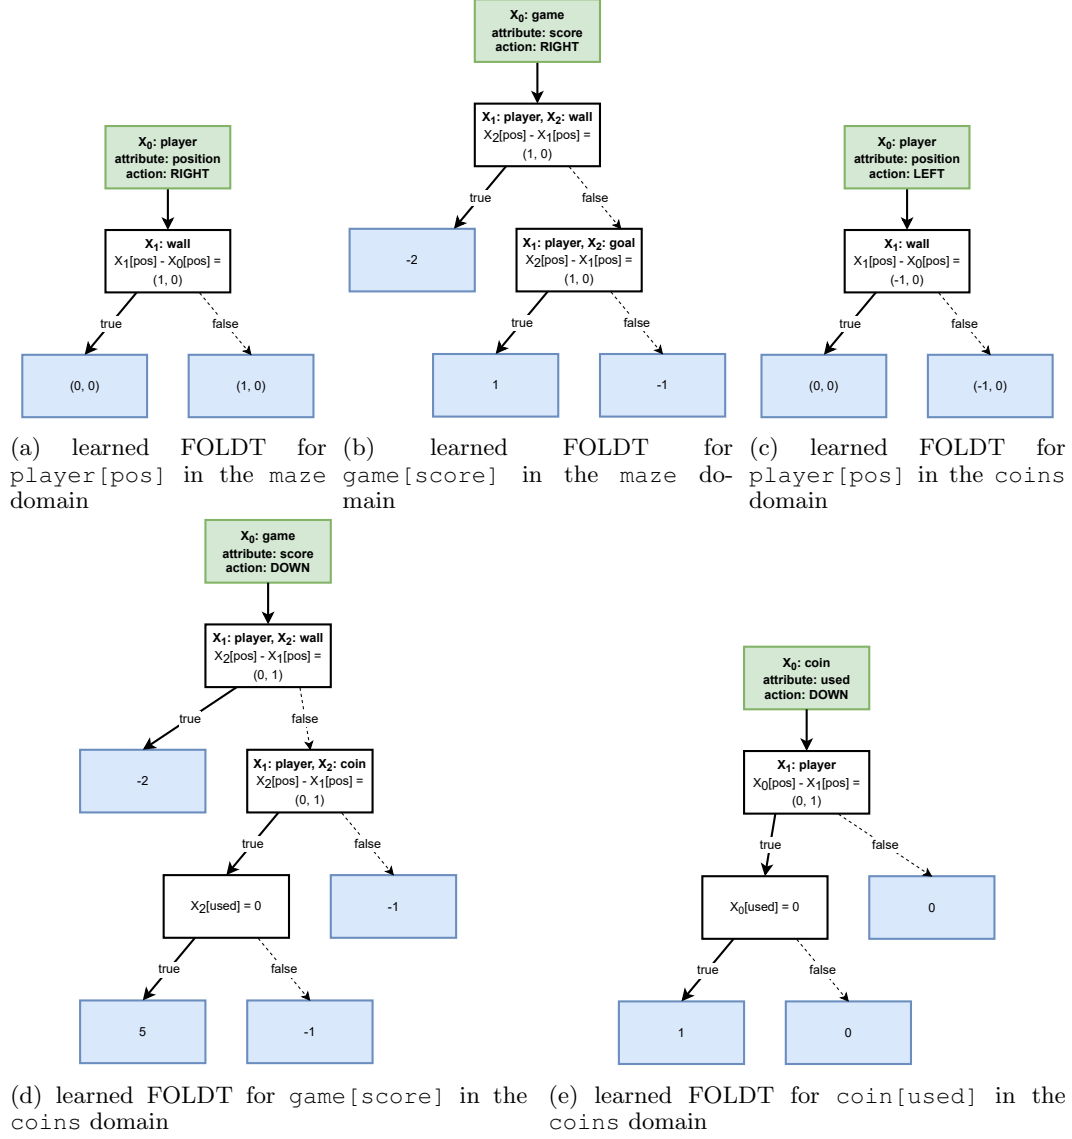 X0: player
attribute: position
action: RIGHT
X1: wall
X1[pos] - X0[pos] =
(1, 0)
true
false
(0, 0)
(1, 0)
(a) learned FOLDT for
player[pos] in the maze
domain
X0: game
attribute: score
action: RIGHT
X1: player, X2: wall
X2[pos] - X1[pos] =
(1, 0)
true
false
-2
X1: player, X2: goal
X2[pos] - X1[pos] =
(1, 0)
true
false
1
-1
(b) learned FOLDT for
game[score] in the maze do-
main
X0: player
attribute: position
action: LEFT
X1: wall
X1[pos] - X0[pos] =
(-1, 0)
true
false
(0, 0)
(-1, 0)
(c) learned FOLDT for
player[pos] in the coins
domain
X0: game
attribute: score
action: DOWN
X1: player, X2: wall
X2[pos] - X1[pos] =
(0, 1)
true
false
-2
X1: player, X2: coin
X2[pos] - X1[pos] =
(0, 1)
true
false
X2[used] = 0
-1
true
false
5
-1
(d) learned FOLDT for game[score] in the
coins domain
X0: coin
attribute: used
action: DOWN
X1: player
X0[pos] - X1[pos] =
(0, 1)
true
false
X0[used] = 0
0
true
false
1
0
(e) learned FOLDT for coin[used] in the
coins domain